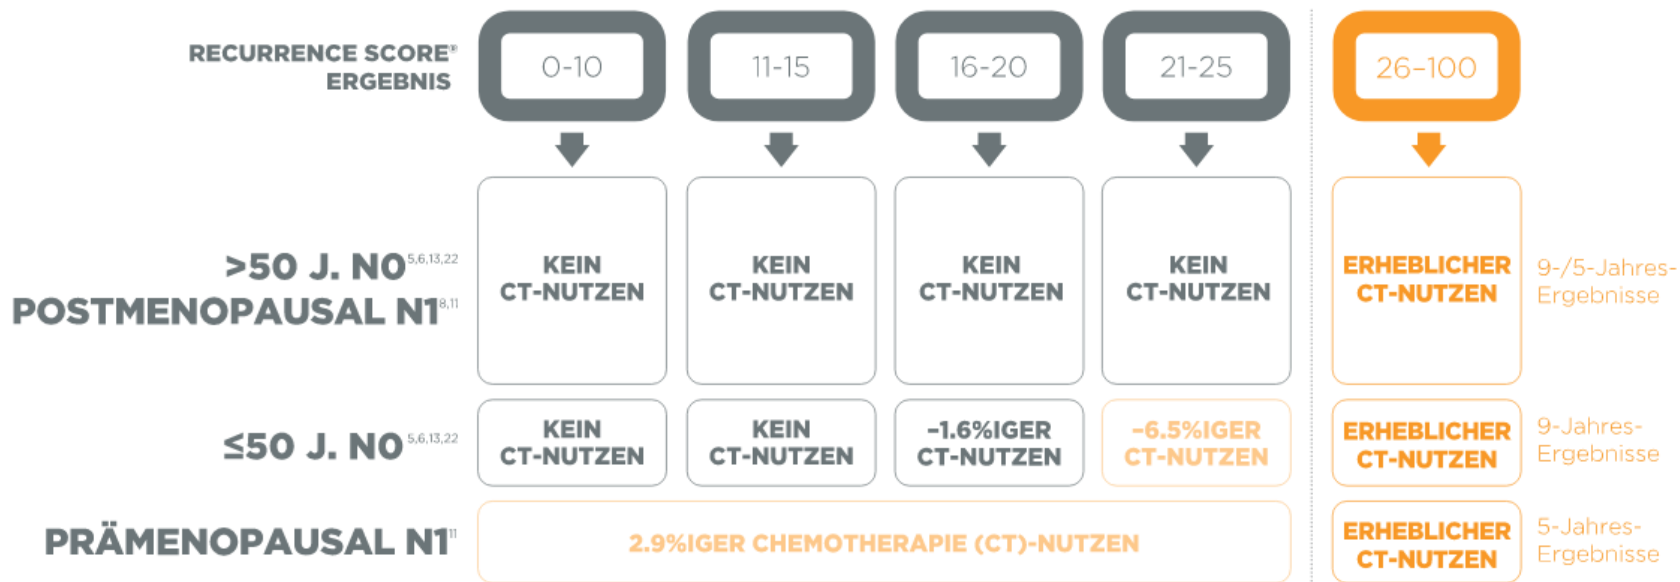 RECURRENCE SCORE®
ERGEBNIS
0-10
11-15
16-20
21-25
26–100
>50 J. N0 5,6,13,22
POSTMENOPAUSAL N1 8,11
KEIN
CT-NUTZEN
KEIN
CT-NUTZEN
KEIN
CT-NUTZEN
KEIN
CT-NUTZEN
ERHEBLICHER
CT-NUTZEN
9-/5-Jahres-
Ergebnisse
≤50 J. N0 5,6,13,22
KEIN
CT-NUTZEN
KEIN
CT-NUTZEN
~1.6%IGER
CT-NUTZEN
~6.5%IGER
CT-NUTZEN
ERHEBLICHER
CT-NUTZEN
9-Jahres-
Ergebnisse
PRÄMENOPAUSAL N1 11
2.9%IGER CHEMOTHERAPIE (CT)-NUTZEN
ERHEBLICHER
CT-NUTZEN
5-Jahres-
Ergebnisse